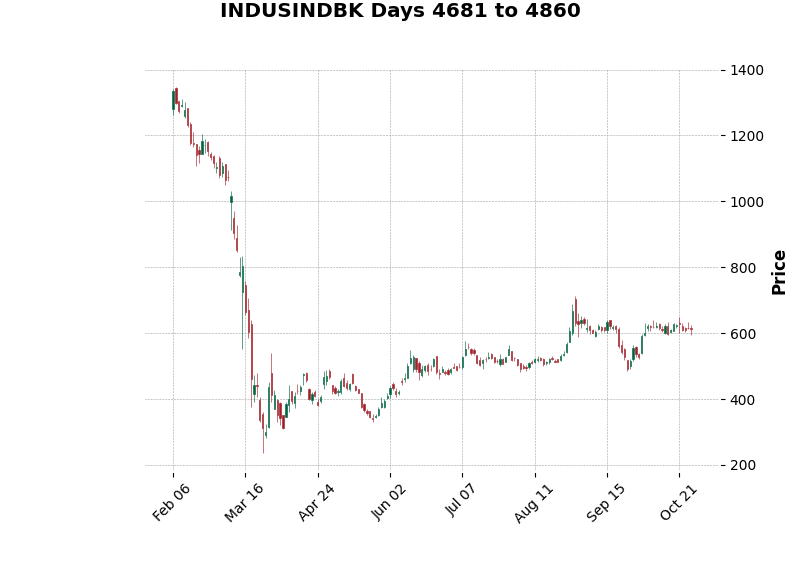 INDUSINDBK Days 4681 to 4860
1400
1200
1000
800
600
400
200
Price
Feb 06
Mar 16
Apr 24
Jun 02
Jul 07
Aug 11
Sep 15
Oct 21